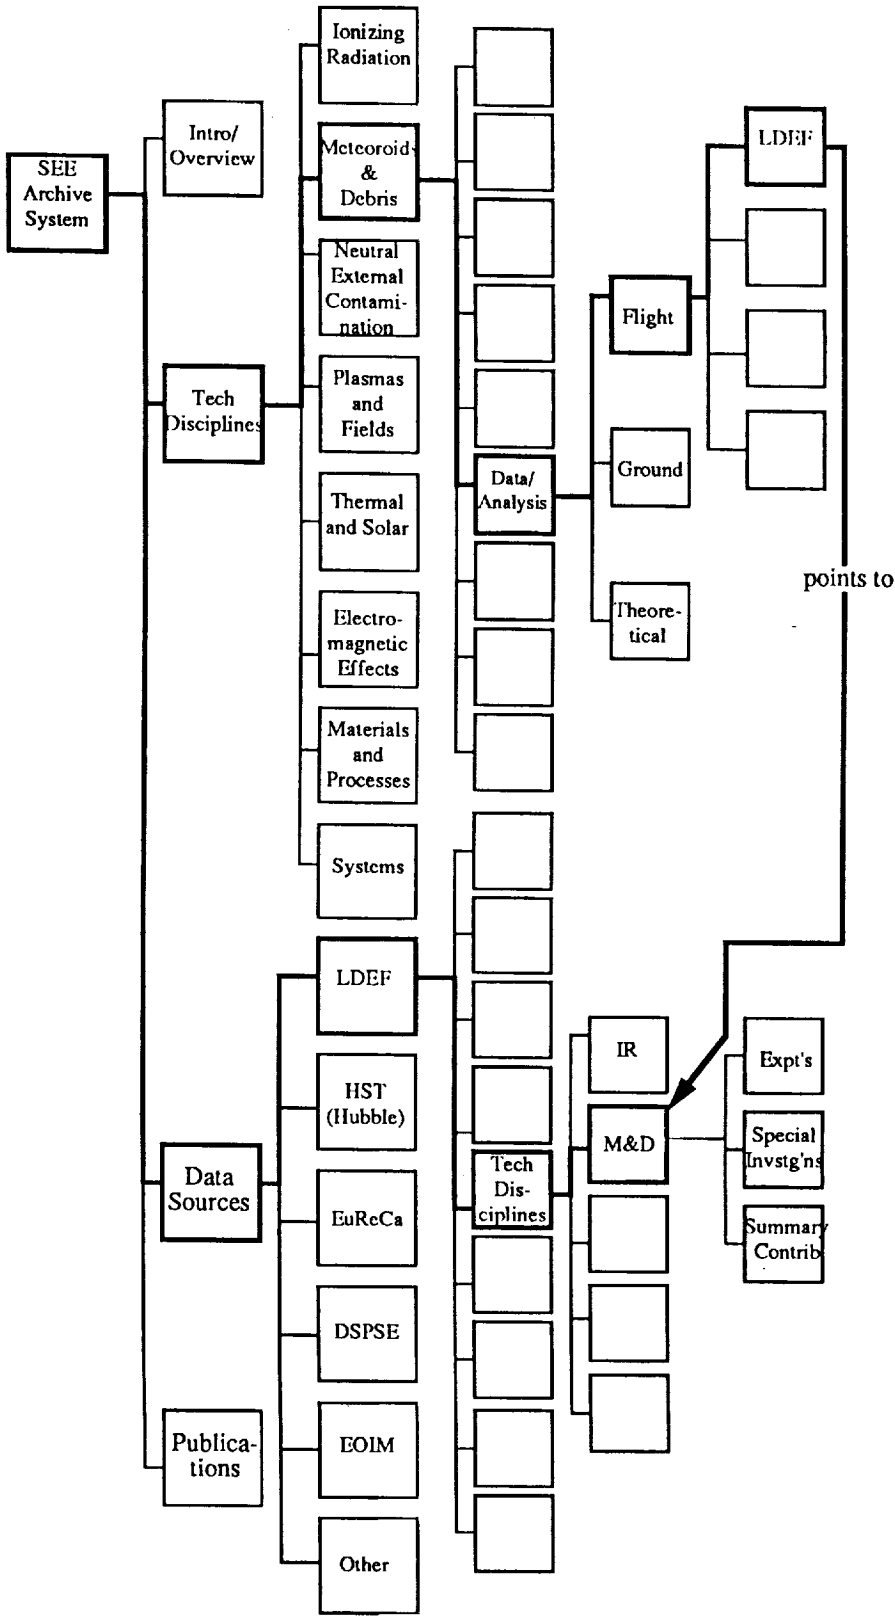 SEE
Archive
System
Intro/
Overview
Tech
Disciplines
Data
Sources
Publica-
tions
Ionizing
Radiation
Meteoroid
&
Debris
Neutral
External
Contami-
nation
Plasmas
and
Fields
Thermal
and Solar
Electro-
magnetic
Effects
Materials
and
Processes
Systems
LDEF
HST
(Hubble)
EuReCa
DSPSE
EOIM
Other
Data/
Analysis
Flight
Ground
Theore-
tical
LDEF
points to
Tech
Dis-
ciplines
IR
M&D
Expt's
Special
Invstg'ns
Summary
Contrib